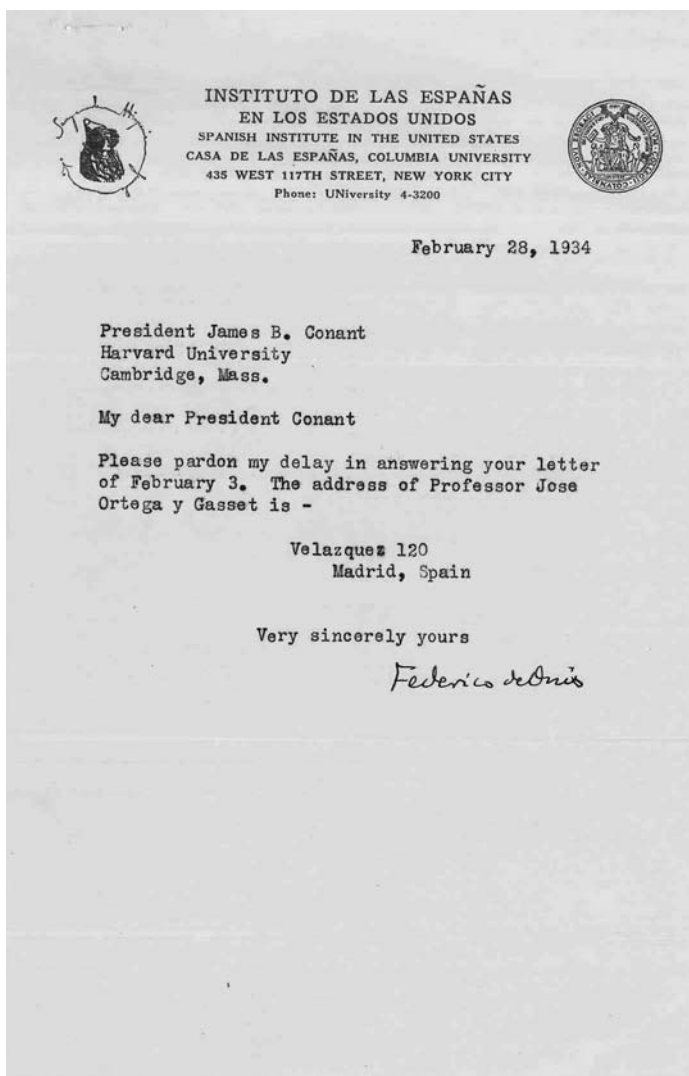 INSTITUTO DE LAS ESPAÑAS
EN LOS ESTADOS UNIDOS
SPANISH INSTITUTE IN THE UNITED STATES
CASA DE LAS ESPAÑAS, COLUMBIA UNIVERSITY
435 WEST 117TH STREET, NEW YORK CITY
Phone: UNiversity 4-3200
February 28, 1934
President James B. Conant
Harvard University
Cambridge, Mass.
My dear President Conant
Please pardon my delay in answering your letter
of February 3. The address of Professor Jose
Ortega y Gasset is -
Velazquez 120
Madrid, Spain
Very sincerely yours
Federico de Onís